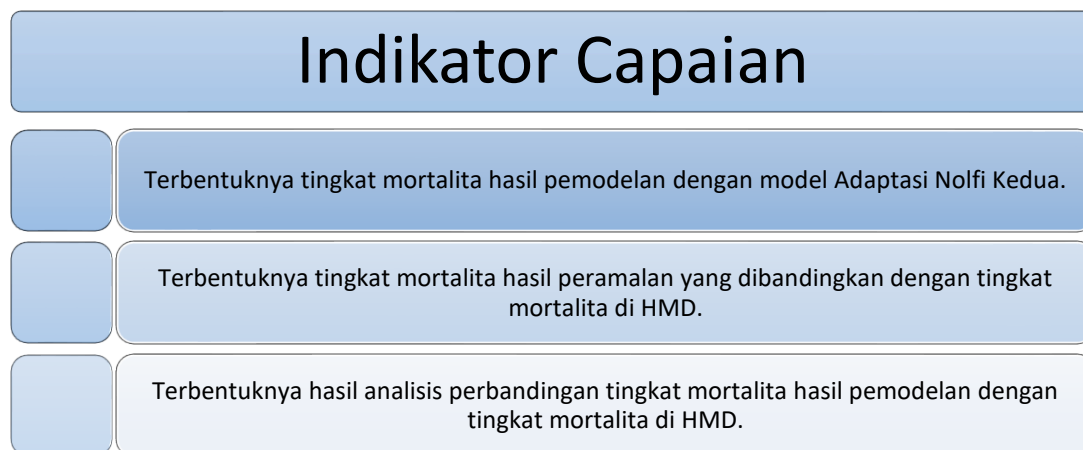 Indikator Capaian
Terbentuknya tingkat mortalita hasil pemodelan dengan model Adaptasi Nolfi Kedua.
Terbentuknya tingkat mortalita hasil peramalan yang dibandingkan dengan tingkat
mortalita di HMD.
Terbentuknya hasil analisis perbandingan tingkat mortalita hasil pemodelan dengan
tingkat mortalita di HMD.